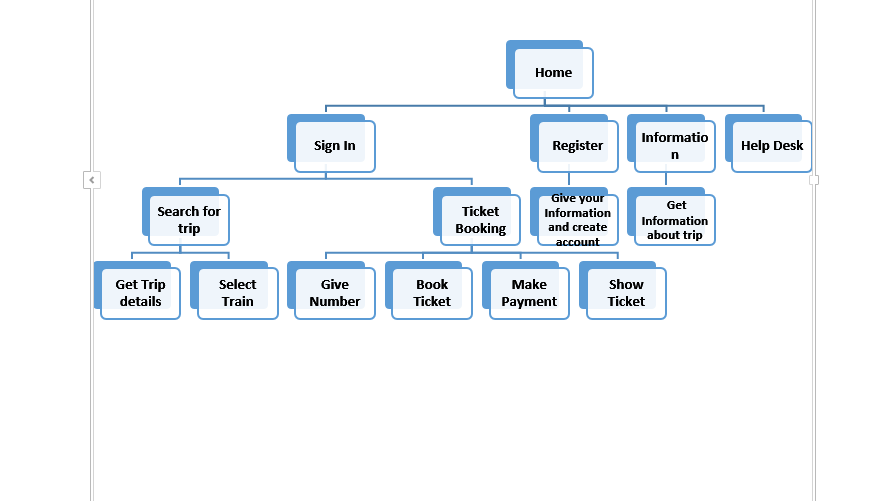 Home
Sign In
Register
Informatio
n
Help Desk
Search for
trip
Ticket
Booking
Give your
Information
and create
account
Get
Information
about trip
Get Trip
details
Select
Train
Give
Number
Book
Ticket
Make
Payment
Show
Ticket